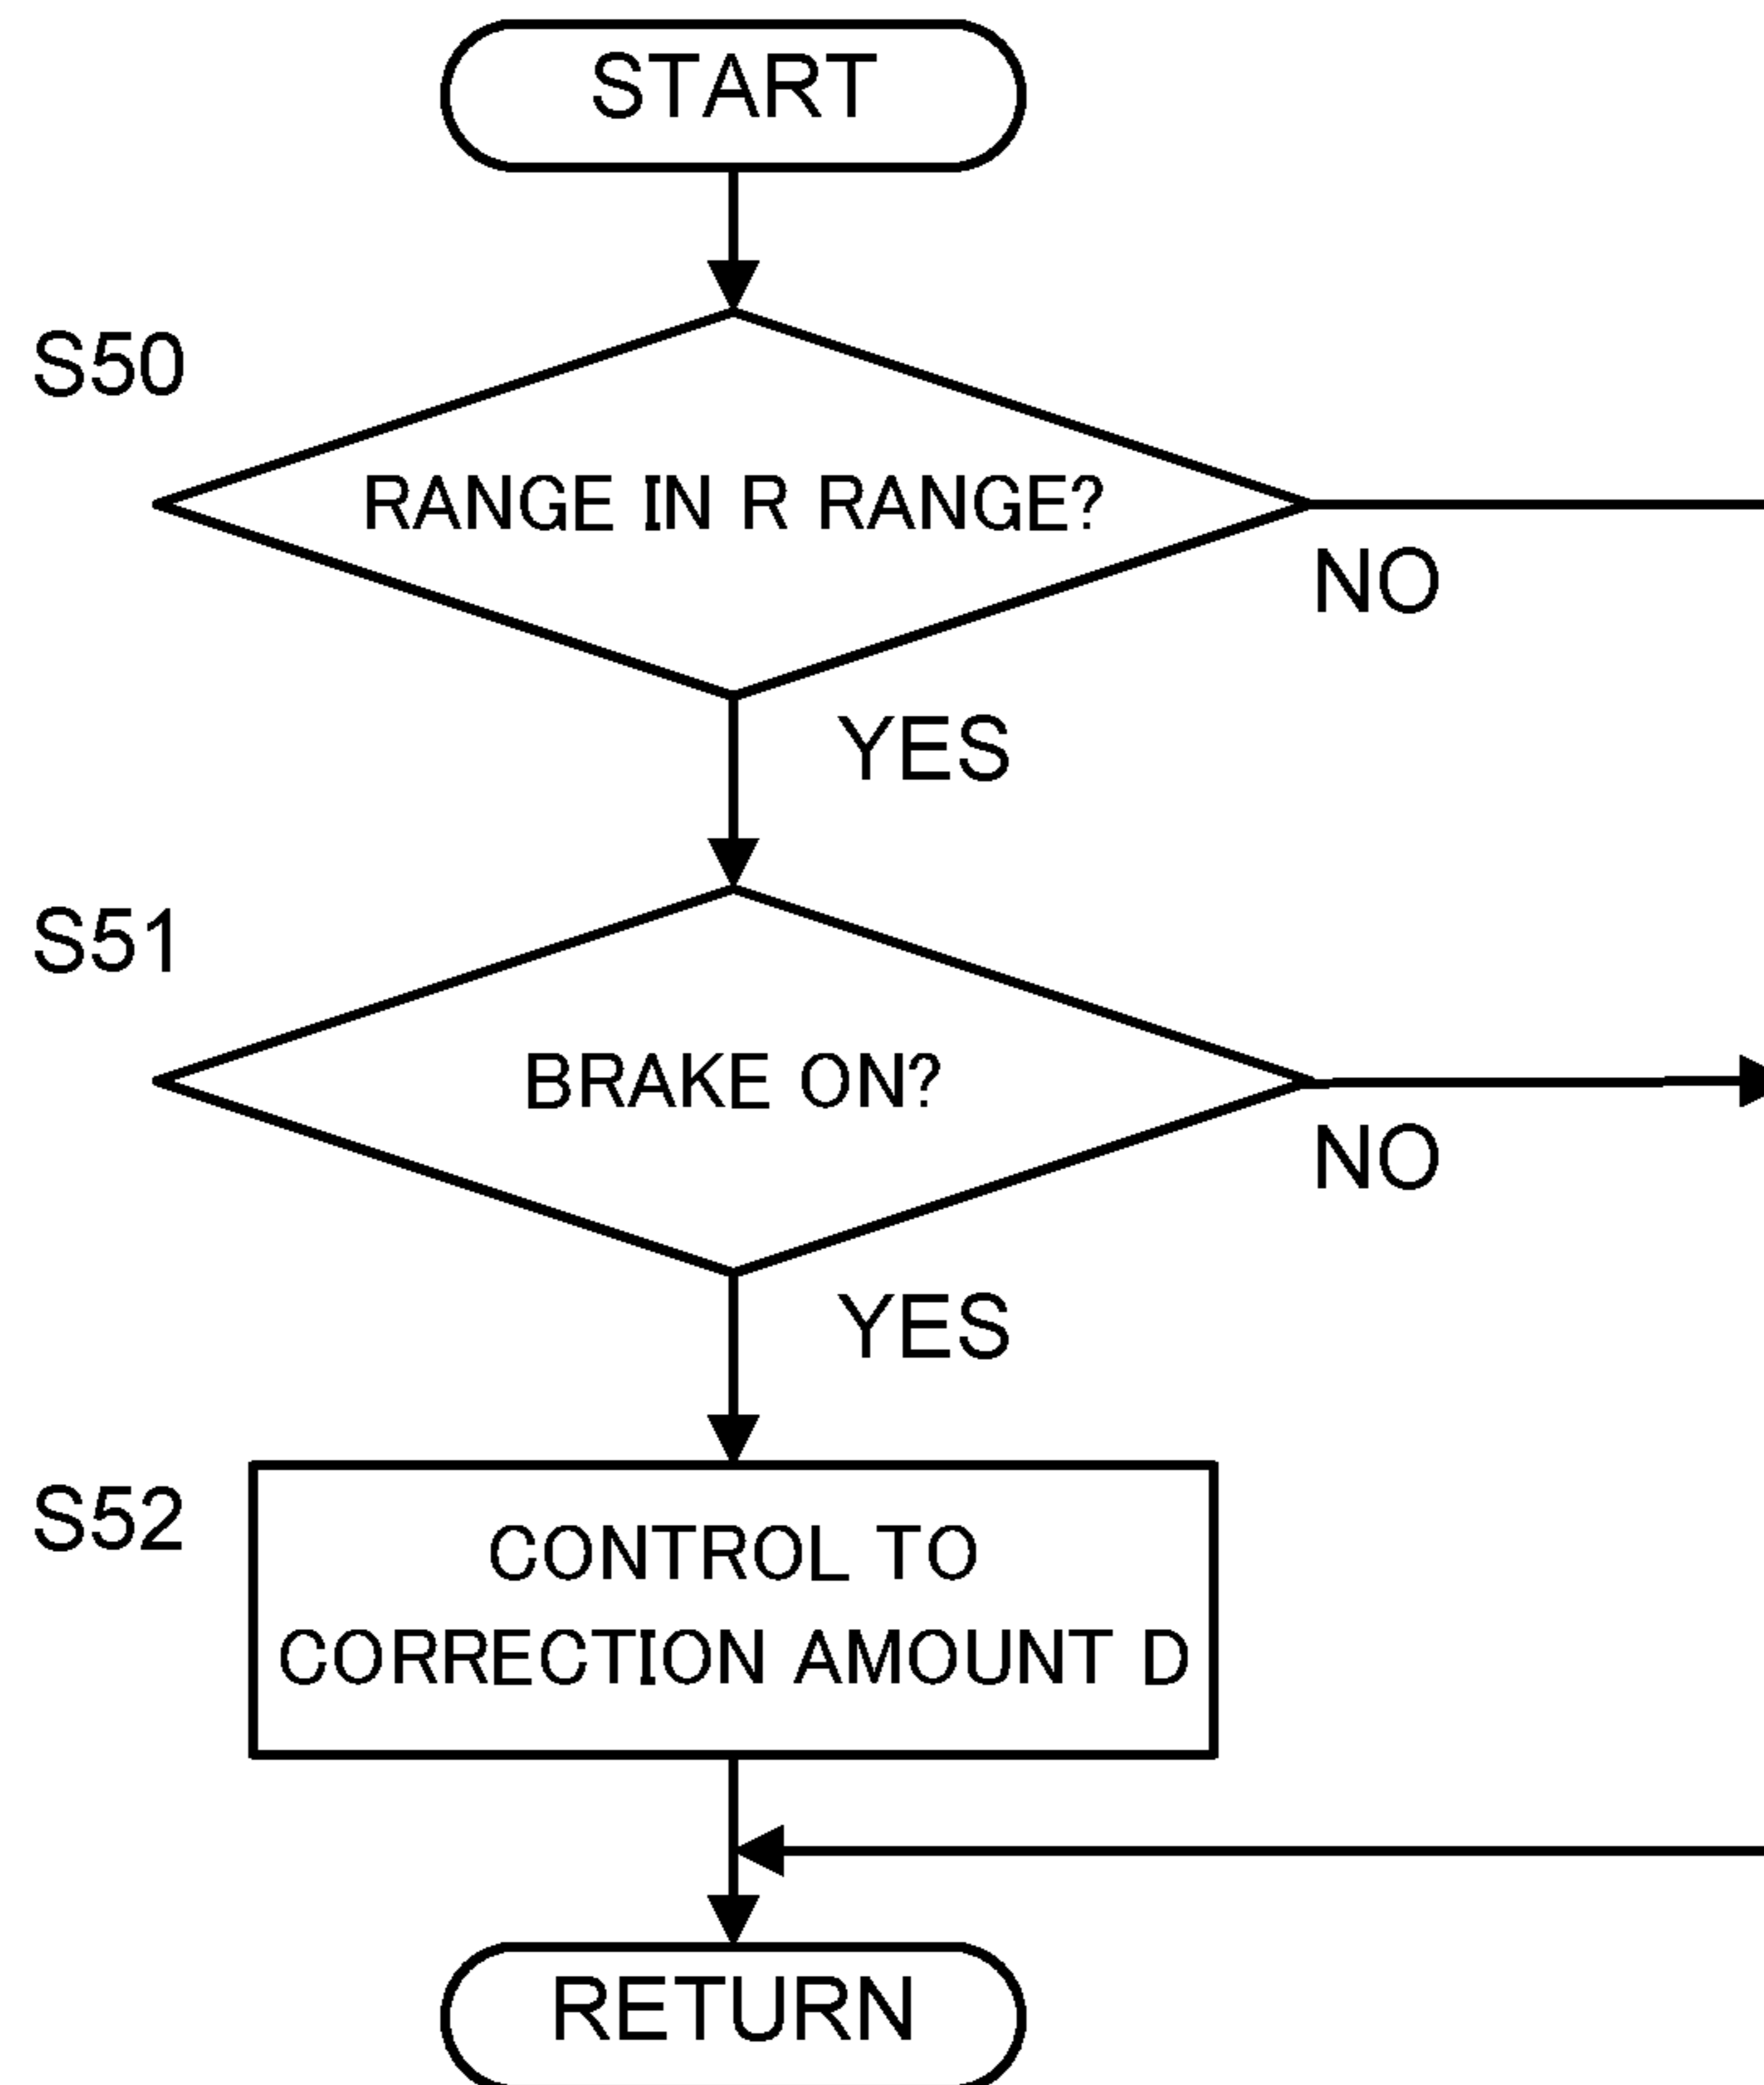 START
S50
RANGE IN R RANGE?
NO
YES
S51
BRAKE ON?
NO
YES
S52
CONTROL TO
CORRECTION AMOUNT D
RETURN